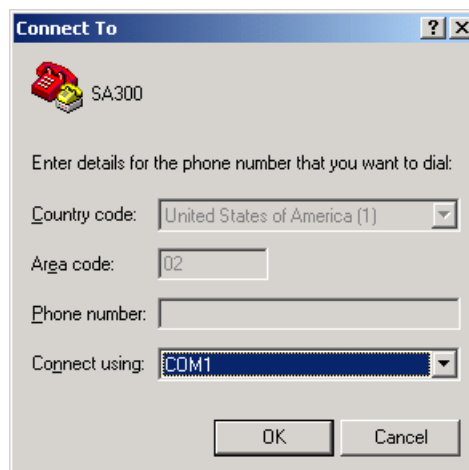 Connect To
SA300
Enter details for the phone number that you want to dial:
Country code: United States of America (1)
Area code: 02
Phone number:
Connect using: COM1
OK Cancel